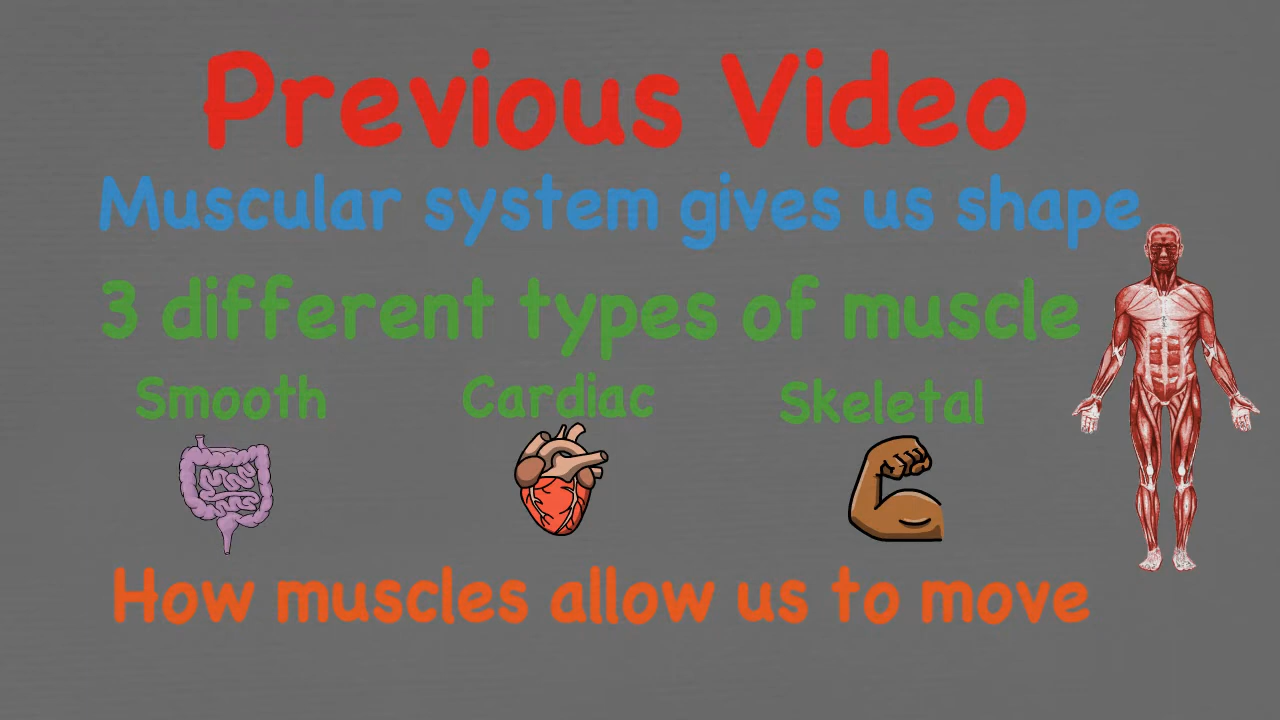 Previous Video
Muscular system gives us shape
3 different types of muscle
Smooth Cardiac Skeletal
How muscles allow us to move